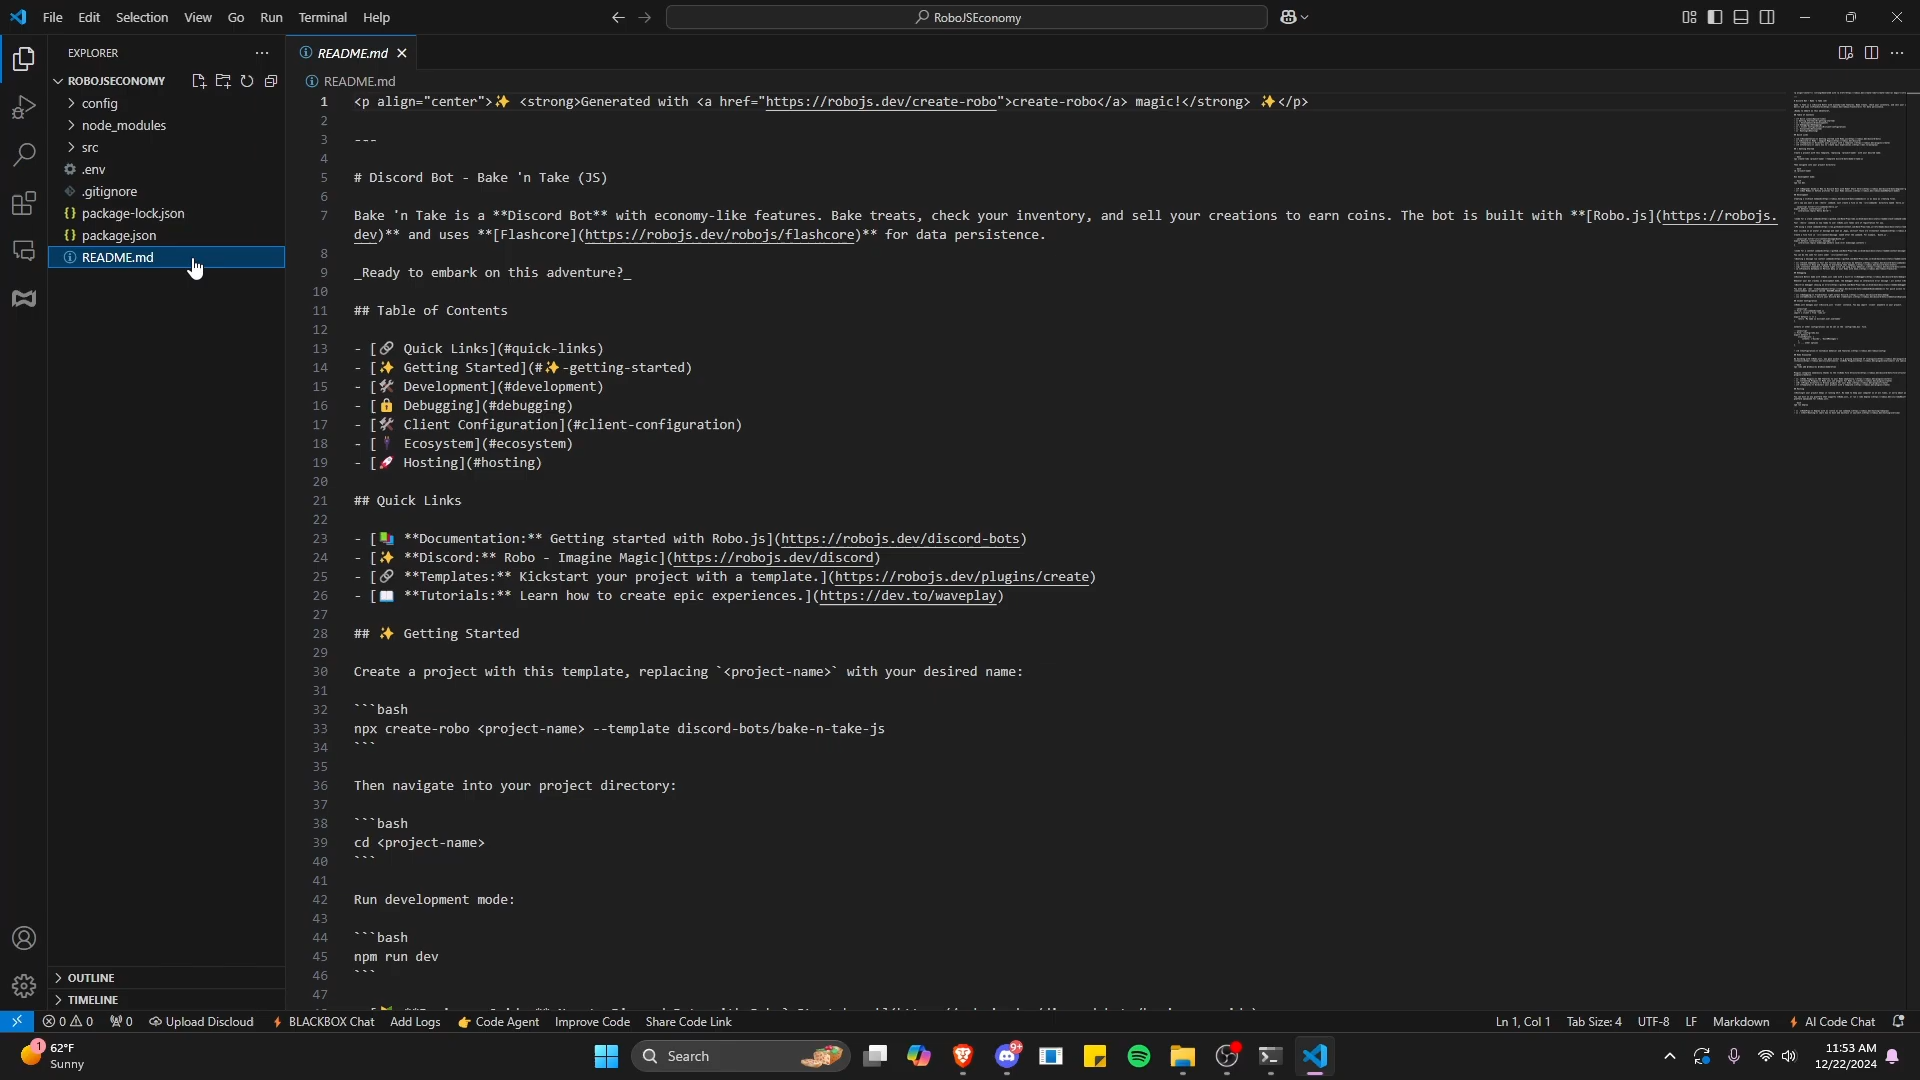 File Edit Selection View Go Run Terminal Help
RoboJSEconomy
EXPLORER
README.md
ROBOJSECONOMY
README.md
config
node_modules
src
.env
.gitignore
package-lock.json
package.json
README.md
OUTLINE
TIMELINE
1 <p align="center">✨ <strong>Generated with <a href="https://robojs.dev/create-robo">create-robo</a> magic!</strong> ✨</p>
2
3 ---
4
5 # Discord Bot - Bake 'n Take (JS)
6
7 Bake 'n Take is a **Discord Bot** with economy-like features. Bake treats, check your inventory, and sell your creations to earn coins. The bot is built with **[Robo.js](https://robojs.
dev)** and uses **[Flashcore](https://robojs.dev/robojs/flashcore)** for data persistence.
8
9 _Ready to embark on this adventure?_
10
11 ## Table of Contents
12
13 - [🔗 Quick Links](#quick-links)
14 - [✨ Getting Started](#✨-getting-started)
15 - [🛠 Development](#development)
16 - [🔒 Debugging](#debugging)
17 - [🛠 Client Configuration](#client-configuration)
18 - [ Ecosystem](#ecosystem)
19 - [🚀 Hosting](#hosting)
20
21 ## Quick Links
22
23 - [📚 **Documentation:** Getting started with Robo.js](https://robojs.dev/discord-bots)
24 - [✨ **Discord:** Robo - Imagine Magic](https://robojs.dev/discord)
25 - [🔗 **Templates:** Kickstart your project with a template.](https://robojs.dev/plugins/create)
26 - [📖 **Tutorials:** Learn how to create epic experiences.](https://dev.to/waveplay)
27
28 ## ✨ Getting Started
29
30 Create a project with this template, replacing `<project-name>` with your desired name:
31
32 ```bash
33 npx create-robo <project-name> --template discord-bots/bake-n-take-js
34 ```
35
36 Then navigate into your project directory:
37
38 ```bash
39 cd <project-name>
40 ```
41
42 Run development mode:
43
44 ```bash
45 npm run dev
46 ```
47
0 0 0 Upload Discloud BLACKBOX Chat Add Logs 👉 Code Agent Improve Code Share Code Link
Ln 1, Col 1 Tab Size: 4 UTF-8 LF Markdown AI Code Chat
1 62°F
Sunny
Search
9+
11:53 AM
12/22/2024